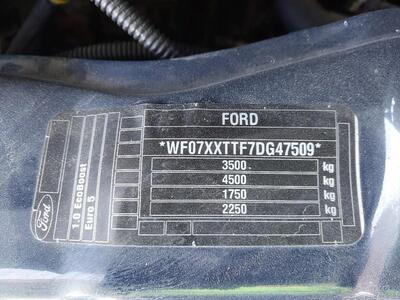 FORD
*WF07XXTTF7DG47509*
3500 kg
4500 kg
1750 kg
2250 kg
Ford
1.0 EcoBoost
Euro 5